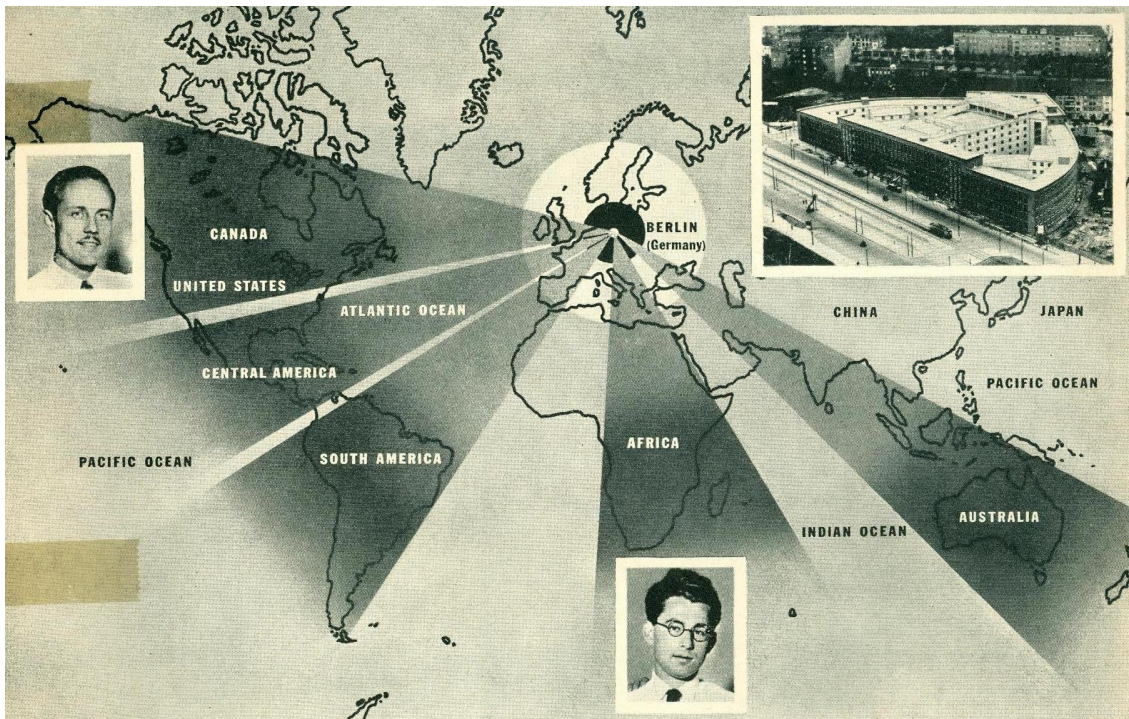 CANADA
UNITED STATES
ATLANTIC OCEAN
CENTRAL AMERICA
PACIFIC OCEAN
SOUTH AMERICA
BERLIN
(Germany)
AFRICA
INDIAN OCEAN
CHINA
JAPAN
PACIFIC OCEAN
AUSTRALIA